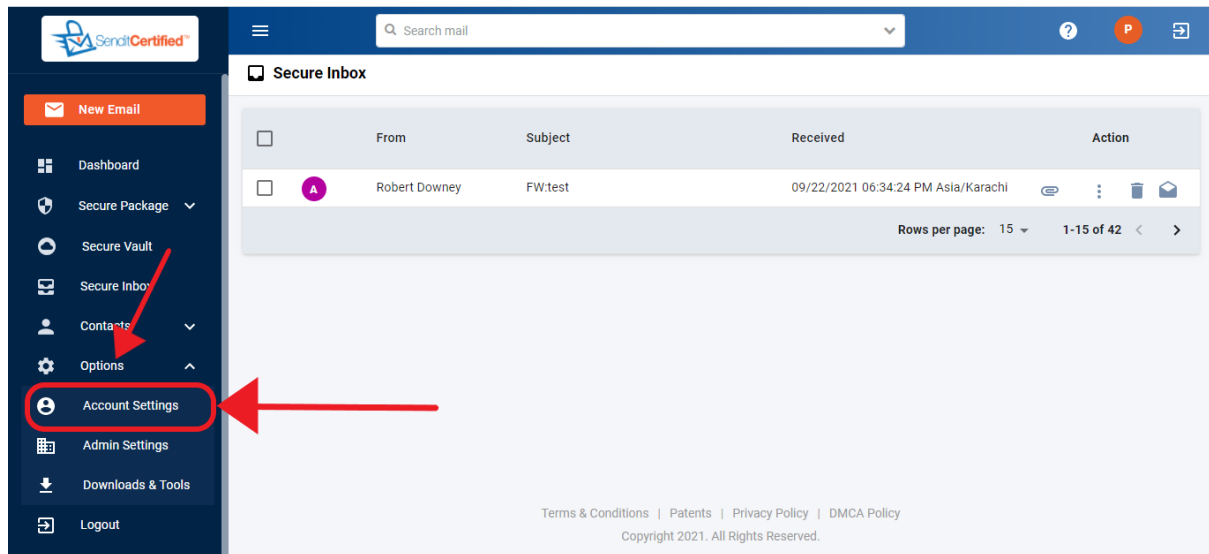 SenditCertified™
Search mail
P
New Email
Secure Inbox
From Subject Received Action
Dashboard
A Robert Downey FW:test 09/22/2021 06:34:24 PM Asia/Karachi
Secure Package
Rows per page: 15 1-15 of 42
Secure Vault
Secure Inbox
Contacts
Options
Account Settings
Admin Settings
Downloads & Tools
Logout
Terms & Conditions | Patents | Privacy Policy | DMCA Policy
Copyright 2021. All Rights Reserved.